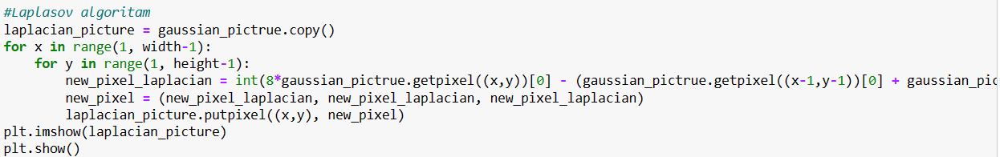 #Laplasov algoritam
laplacian_picture = gaussian_pictrue.copy()
for x in range(1, width-1):
    for y in range(1, height-1):
        new_pixel_laplacian = int(8*gaussian_pictrue.getpixel((x,y))[0] - (gaussian_pictrue.getpixel((x-1,y-1))[0] + gaussian_pic
        new_pixel = (new_pixel_laplacian, new_pixel_laplacian, new_pixel_laplacian)
        laplacian_picture.putpixel((x,y), new_pixel)
plt.imshow(laplacian_picture)
plt.show()